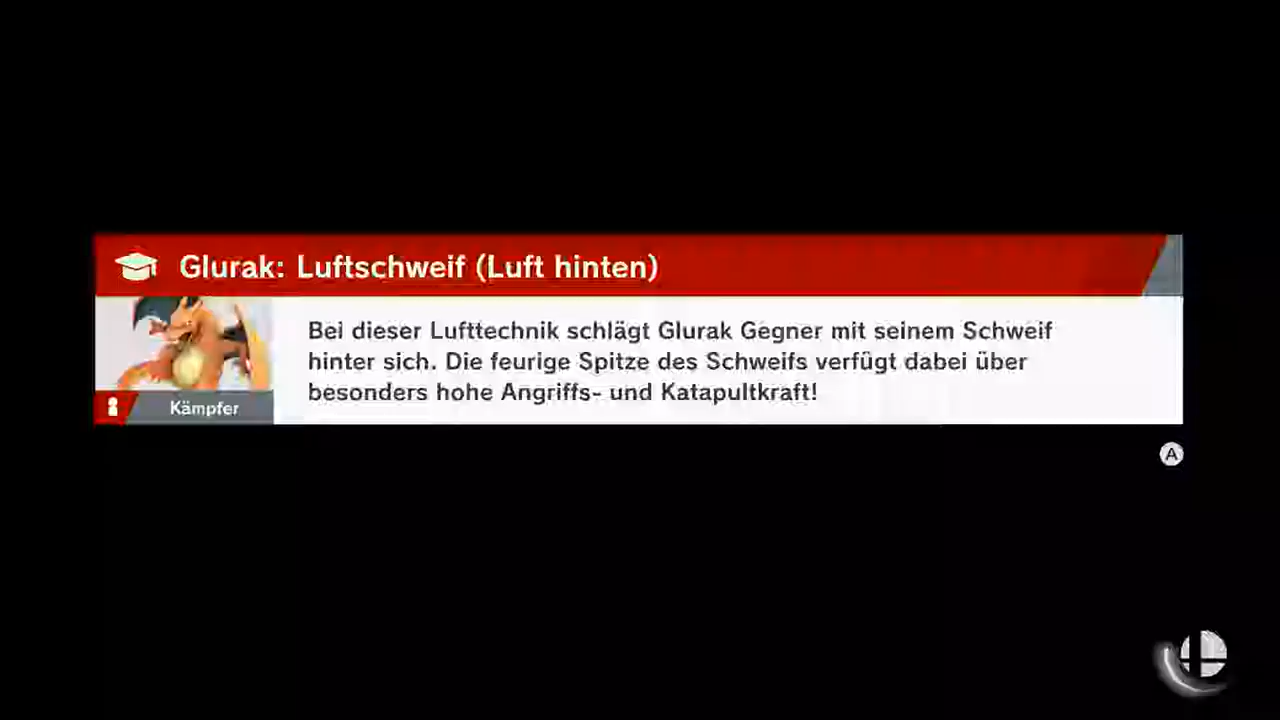 Glurak: Luftschweif (Luft hinten)
Bei dieser Lufttechnik schlägt Glurak Gegner mit seinem Schweif
hinter sich. Die feurige Spitze des Schweifs verfügt dabei über
besonders hohe Angriffs- und Katapultkraft!
Kämpfer
A